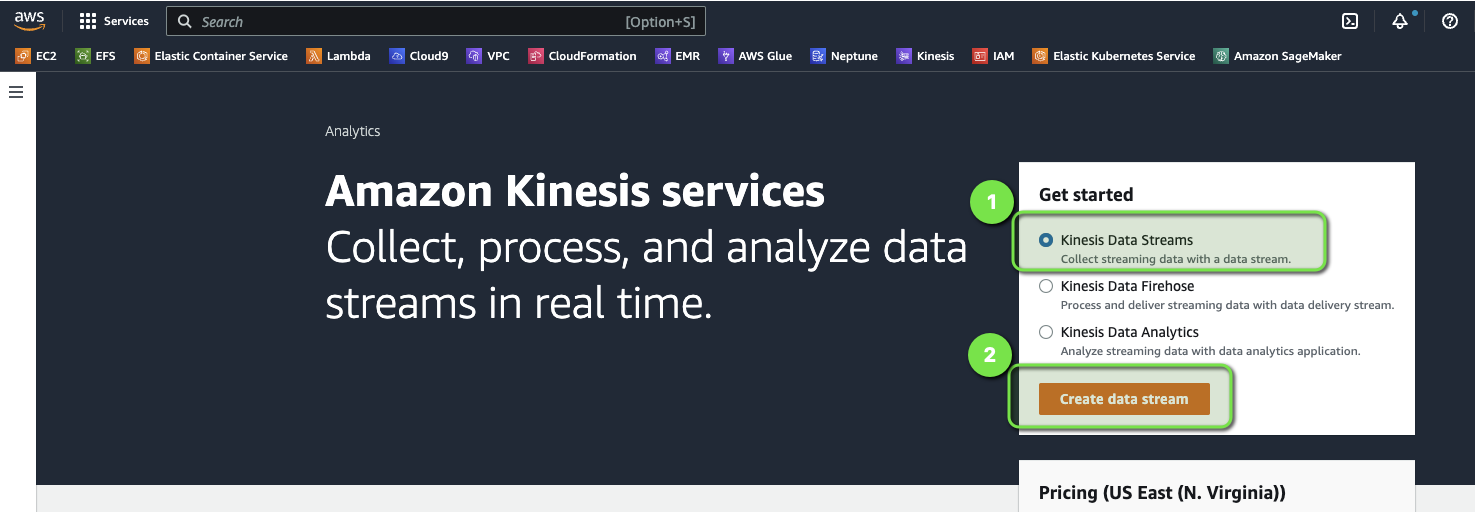 aws Services Search [Option+S]
EC2 EFS Elastic Container Service Lambda Cloud9 VPC CloudFormation EMR AWS Glue Neptune Kinesis IAM Elastic Kubernetes Service Amazon SageMaker
Analytics
Amazon Kinesis services
Collect, process, and analyze data
streams in real time.
Get started
1
Kinesis Data Streams
Collect streaming data with a data stream.
Kinesis Data Firehose
Process and deliver streaming data with data delivery stream.
Kinesis Data Analytics
Analyze streaming data with data analytics application.
2
Create data stream
Pricing (US East (N. Virginia))